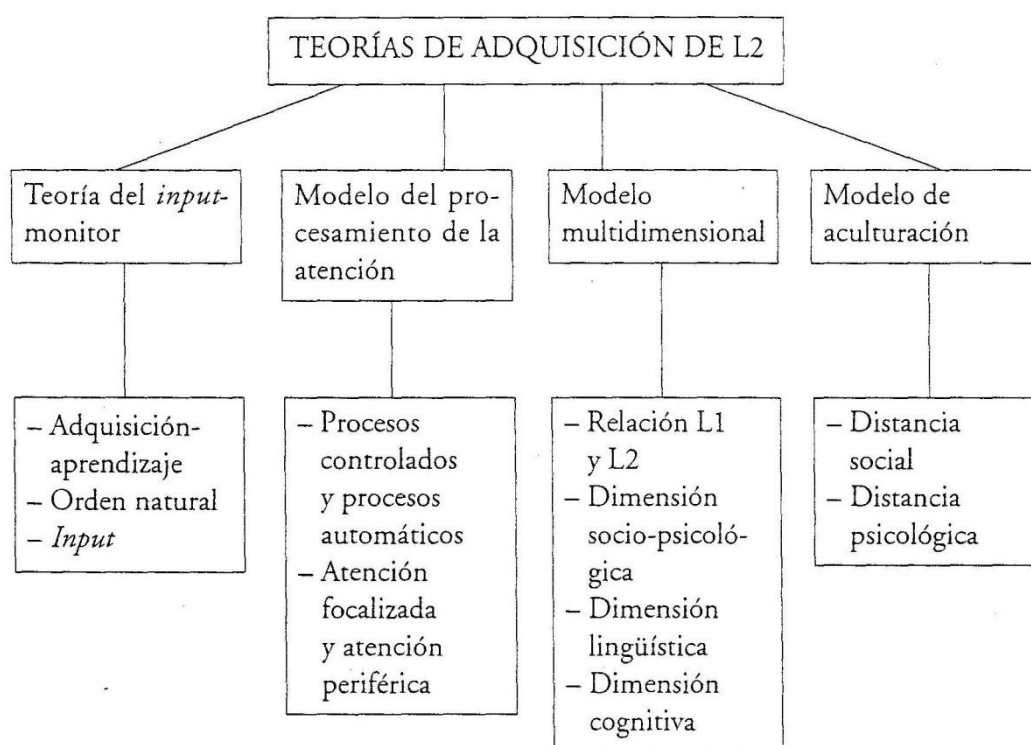 TEORÍAS DE ADQUISICIÓN DE L2
Teoría del input-
monitor
Modelo del pro-
cesamiento de la
atención
Modelo
multidimensional
Modelo de
aculturación
– Adquisición-
aprendizaje
– Orden natural
– Input
– Procesos
controlados
y procesos
automáticos
– Atención
focalizada
y atención
periférica
– Relación L1
y L2
– Dimensión
socio-psicoló-
gica
– Dimensión
lingüística
– Dimensión
cognitiva
– Distancia
social
– Distancia
psicológica